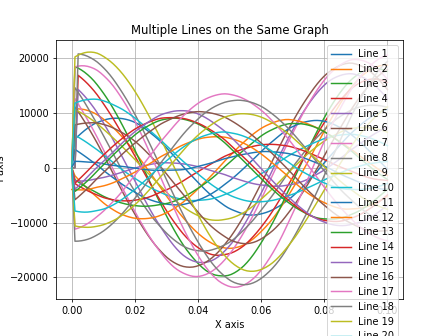 Multiple Lines on the Same Graph
20000
10000
0
−10000
−20000
0.00
0.02
0.04
0.06
X axis
Line 1
Line 2
Line 3
Line 4
Line 5
Line 6
Line 7
Line 8
Line 9
Line 10
Line 11
Line 12
Line 13
Line 14
Line 15
Line 16
Line 17
Line 18
Line 19